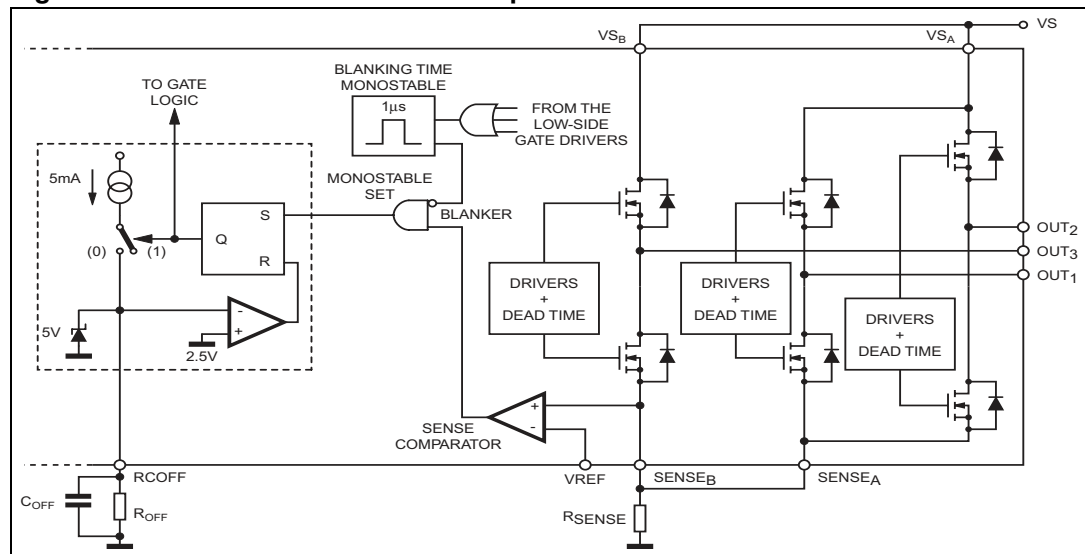 VS
VSB
VSA
BLANKING TIME
MONOSTABLE
1µs
FROM THE
LOW-SIDE
GATE DRIVERS
TO GATE
LOGIC
5mA
MONOSTABLE
SET
S
BLANKER
Q
(0)
(1)
R
OUT2
OUT3
OUT1
DRIVERS
+
DEAD TIME
DRIVERS
+
DEAD TIME
DRIVERS
+
DEAD TIME
5V
-
+
2.5V
+
-
SENSE
COMPARATOR
RCOFF
VREF
SENSEB
SENSEA
COFF
ROFF
RSENSE